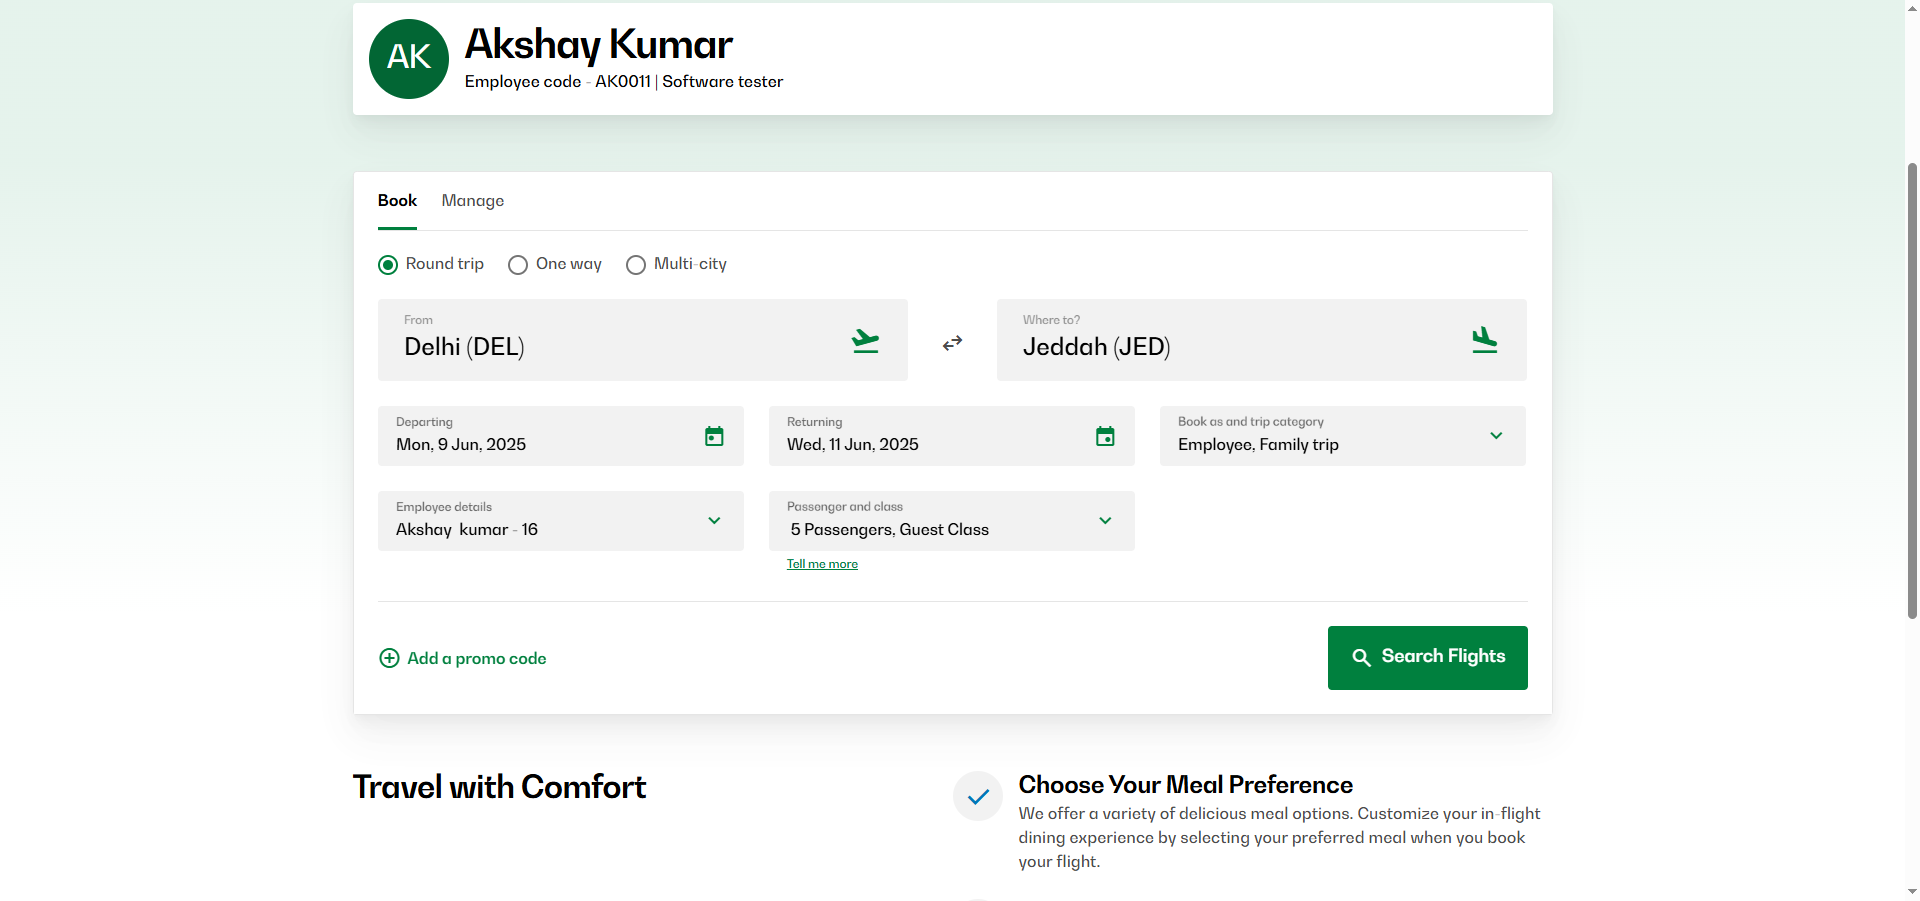 AK
Akshay Kumar
Employee code - AK0011 | Software tester
Book
Manage
Round trip
One way
Multi-city
From
Delhi (DEL)
Where to?
Jeddah (JED)
Departing
Mon, 9 Jun, 2025
Returning
Wed, 11 Jun, 2025
Book as and trip category
Employee, Family trip
Employee details
Akshay  kumar - 16
Passenger and class
5 Passengers, Guest Class
Tell me more
Add a promo code
Search Flights
Travel with Comfort
Choose Your Meal Preference
We offer a variety of delicious meal options. Customize your in-flight
dining experience by selecting your preferred meal when you book
your flight.